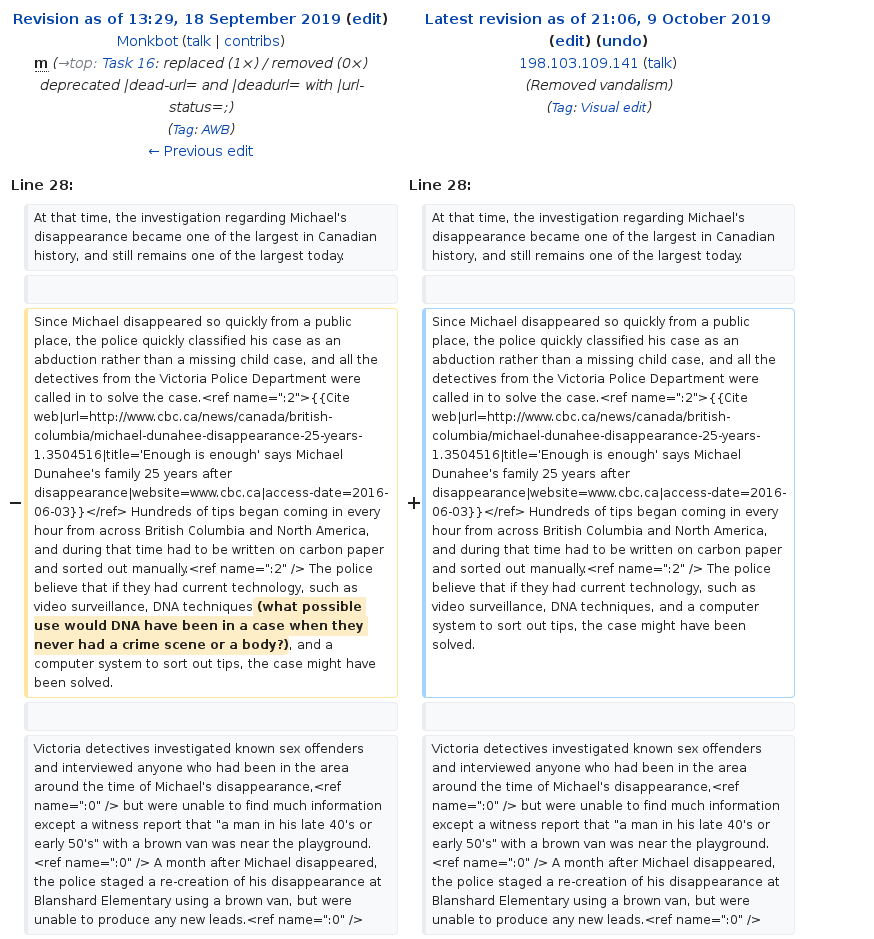 Revision as of 13:29, 18 September 2019 (edit)
Monkbot (talk | contribs)
m (→top: Task 16: replaced (1×) / removed (0×)
deprecated |dead-url= and |deadurl= with |url-
status=;)
(Tag: AWB)
← Previous edit
Latest revision as of 21:06, 9 October 2019
(edit) (undo)
198.103.109.141 (talk)
(Removed vandalism)
(Tag: Visual edit)
Line 28:
Line 28:
At that time, the investigation regarding Michael's
disappearance became one of the largest in Canadian
history, and still remains one of the largest today.
At that time, the investigation regarding Michael's
disappearance became one of the largest in Canadian
history, and still remains one of the largest today.
−
Since Michael disappeared so quickly from a public
place, the police quickly classified his case as an
abduction rather than a missing child case, and all the
detectives from the Victoria Police Department were
called in to solve the case.<ref name=":2">{{Cite
web|url=http://www.cbc.ca/news/canada/british-
columbia/michael-dunahee-disappearance-25-years-
1.3504516|title='Enough is enough' says Michael
Dunahee's family 25 years after
disappearance|website=www.cbc.ca|access-date=2016-
06-03}}</ref> Hundreds of tips began coming in every
hour from across British Columbia and North America,
and during that time had to be written on carbon paper
and sorted out manually.<ref name=":2" /> The police
believe that if they had current technology, such as
video surveillance, DNA techniques (what possible
use would DNA have been in a case when they
never had a crime scene or a body?), and a
computer system to sort out tips, the case might have
been solved.
+
Since Michael disappeared so quickly from a public
place, the police quickly classified his case as an
abduction rather than a missing child case, and all the
detectives from the Victoria Police Department were
called in to solve the case.<ref name=":2">{{Cite
web|url=http://www.cbc.ca/news/canada/british-
columbia/michael-dunahee-disappearance-25-years-
1.3504516|title='Enough is enough' says Michael
Dunahee's family 25 years after
disappearance|website=www.cbc.ca|access-date=2016-
06-03}}</ref> Hundreds of tips began coming in every
hour from across British Columbia and North America,
and during that time had to be written on carbon paper
and sorted out manually.<ref name=":2" /> The police
believe that if they had current technology, such as
video surveillance, DNA techniques, and a computer
system to sort out tips, the case might have been
solved.
Victoria detectives investigated known sex offenders
and interviewed anyone who had been in the area
around the time of Michael's disappearance,<ref
name=":0" /> but were unable to find much information
except a witness report that "a man in his late 40's or
early 50's" with a brown van was near the playground.
<ref name=":0" /> A month after Michael disappeared,
the police staged a re-creation of his disappearance at
Blanshard Elementary using a brown van, but were
unable to produce any new leads.<ref name=":0" />
Victoria detectives investigated known sex offenders
and interviewed anyone who had been in the area
around the time of Michael's disappearance,<ref
name=":0" /> but were unable to find much information
except a witness report that "a man in his late 40's or
early 50's" with a brown van was near the playground.
<ref name=":0" /> A month after Michael disappeared,
the police staged a re-creation of his disappearance at
Blanshard Elementary using a brown van, but were
unable to produce any new leads.<ref name=":0" />